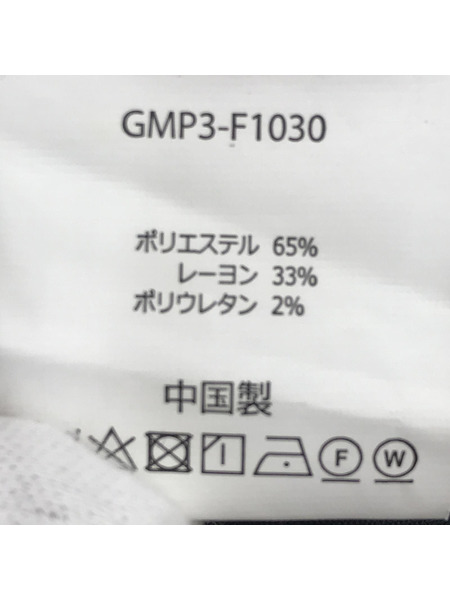 GMP3-F1030
ポリエステル 65%
レーヨン 33%
ポリウレタン 2%
中国製
F W